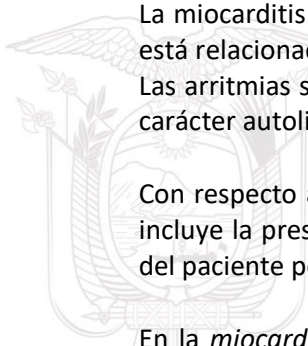 La miocarditis
está relacionad
Las arritmias s
carácter autoli
Con respecto a
incluye la pres
del paciente p
En la miocard